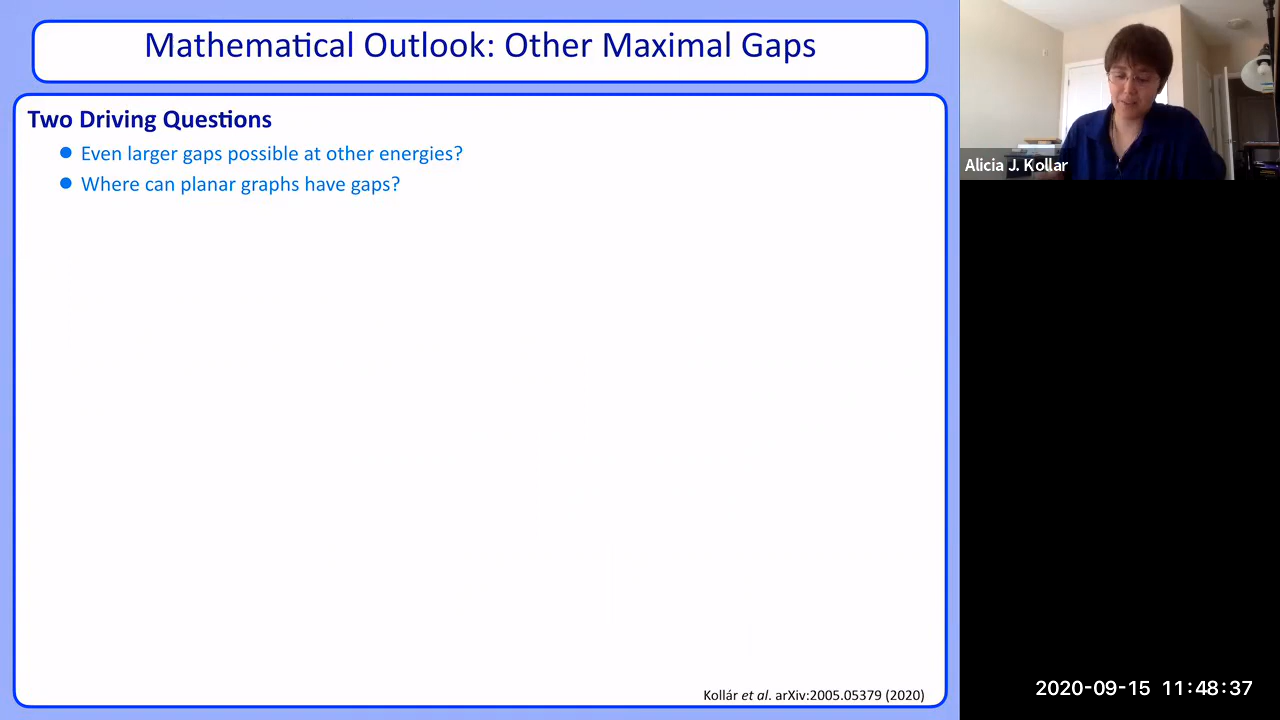 Mathematical Outlook: Other Maximal Gaps
Two Driving Questions
● Even larger gaps possible at other energies?
● Where can planar graphs have gaps?
Kollár et al. arXiv:2005.05379 (2020)
Alicia J. Kollar
2020-09-15 11:48:37